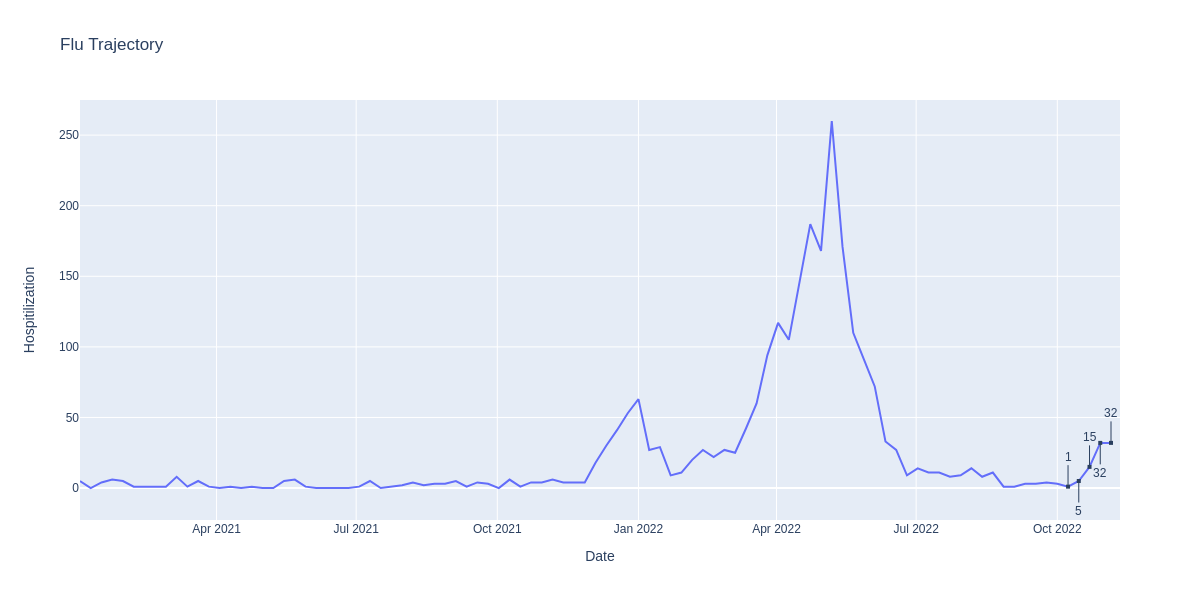 Flu Trajectory
Hospitilization
250
200
150
100
50
0
32
15
1
32
5
Apr 2021
Jul 2021
Oct 2021
Jan 2022
Apr 2022
Jul 2022
Oct 2022
Date